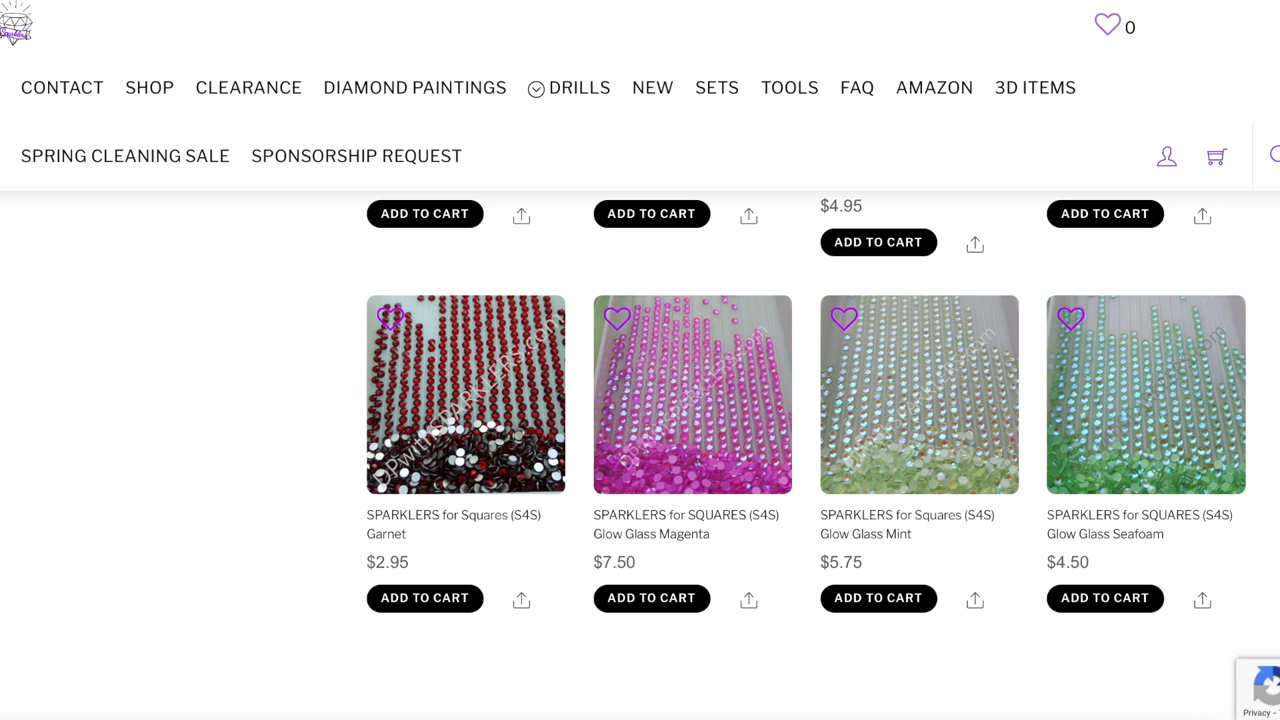 0
CONTACT SHOP CLEARANCE DIAMOND PAINTINGS DRILLS NEW SETS TOOLS FAQ AMAZON 3D ITEMS
SPRING CLEANING SALE SPONSORSHIP REQUEST
ADD TO CART ADD TO CART $4.95 ADD TO CART
ADD TO CART
SPARKLERS for Squares (S4S)
Garnet
$2.95
ADD TO CART
SPARKLERS for SQUARES (S4S)
Glow Glass Magenta
$7.50
ADD TO CART
SPARKLERS for Squares (S4S)
Glow Glass Mint
$5.75
ADD TO CART
SPARKLERS for SQUARES (S4S)
Glow Glass Seafoam
$4.50
ADD TO CART
Privacy -